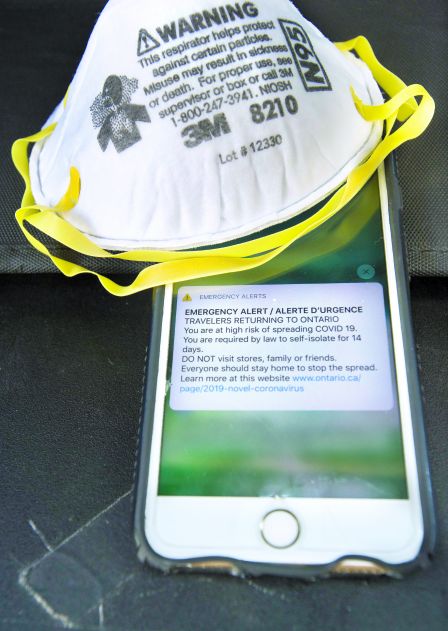 WARNING
This respirator helps protect
against certain particles.
Misuse may result in sickness
or death. For proper use, see
supervisor or box or call 3M
1-800-247-3941. NIOSH
N95
3M 8210
Lot # 12330
EMERGENCY ALERTS
EMERGENCY ALERT / ALERTE D'URGENCE
TRAVELERS RETURNING TO ONTARIO
You are at high risk of spreading COVID 19.
You are required by law to self-isolate for 14
days.
DO NOT visit stores, family or friends.
Everyone should stay home to stop the spread.
Learn more at this website www.ontario.ca/
page/2019-novel-coronavirus